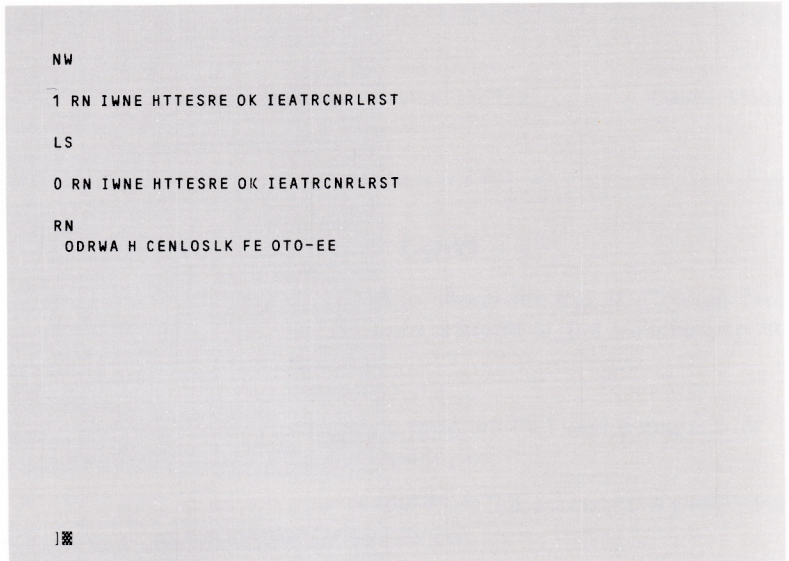 NW
1 RN IWNE HTTESRE OK IEATRCNRLRST
LS
0 RN IWNE HTTESRE OK IEATRCNRLRST
RN
ODRWA H CENLOSLK FE OTO-EE
]